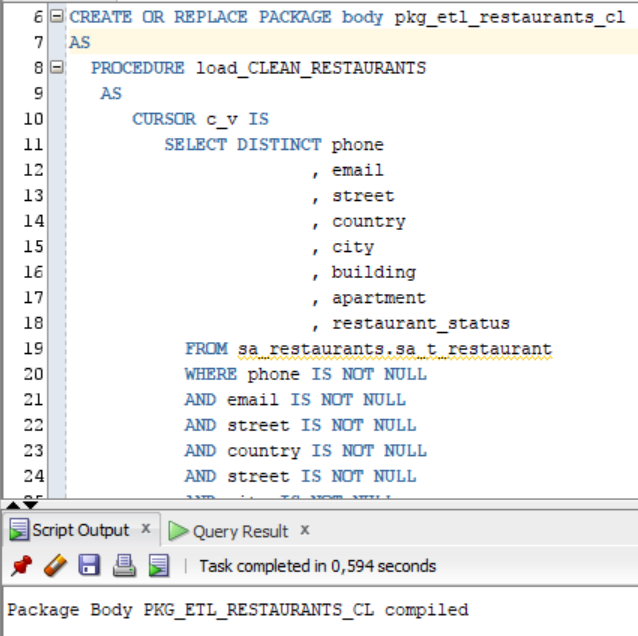 6 CREATE OR REPLACE PACKAGE body pkg_etl_restaurants_cl
7 AS
8 PROCEDURE load_CLEAN_RESTAURANTS
9 AS
10 CURSOR c_v IS
11 SELECT DISTINCT phone
12 , email
13 , street
14 , country
15 , city
16 , building
17 , apartment
18 , restaurant_status
19 FROM sa_restaurants.sa_t_restaurant
20 WHERE phone IS NOT NULL
21 AND email IS NOT NULL
22 AND street IS NOT NULL
23 AND country IS NOT NULL
24 AND street IS NOT NULL
Script Output x Query Result x
Task completed in 0,594 seconds
Package Body PKG_ETL_RESTAURANTS_CL compiled